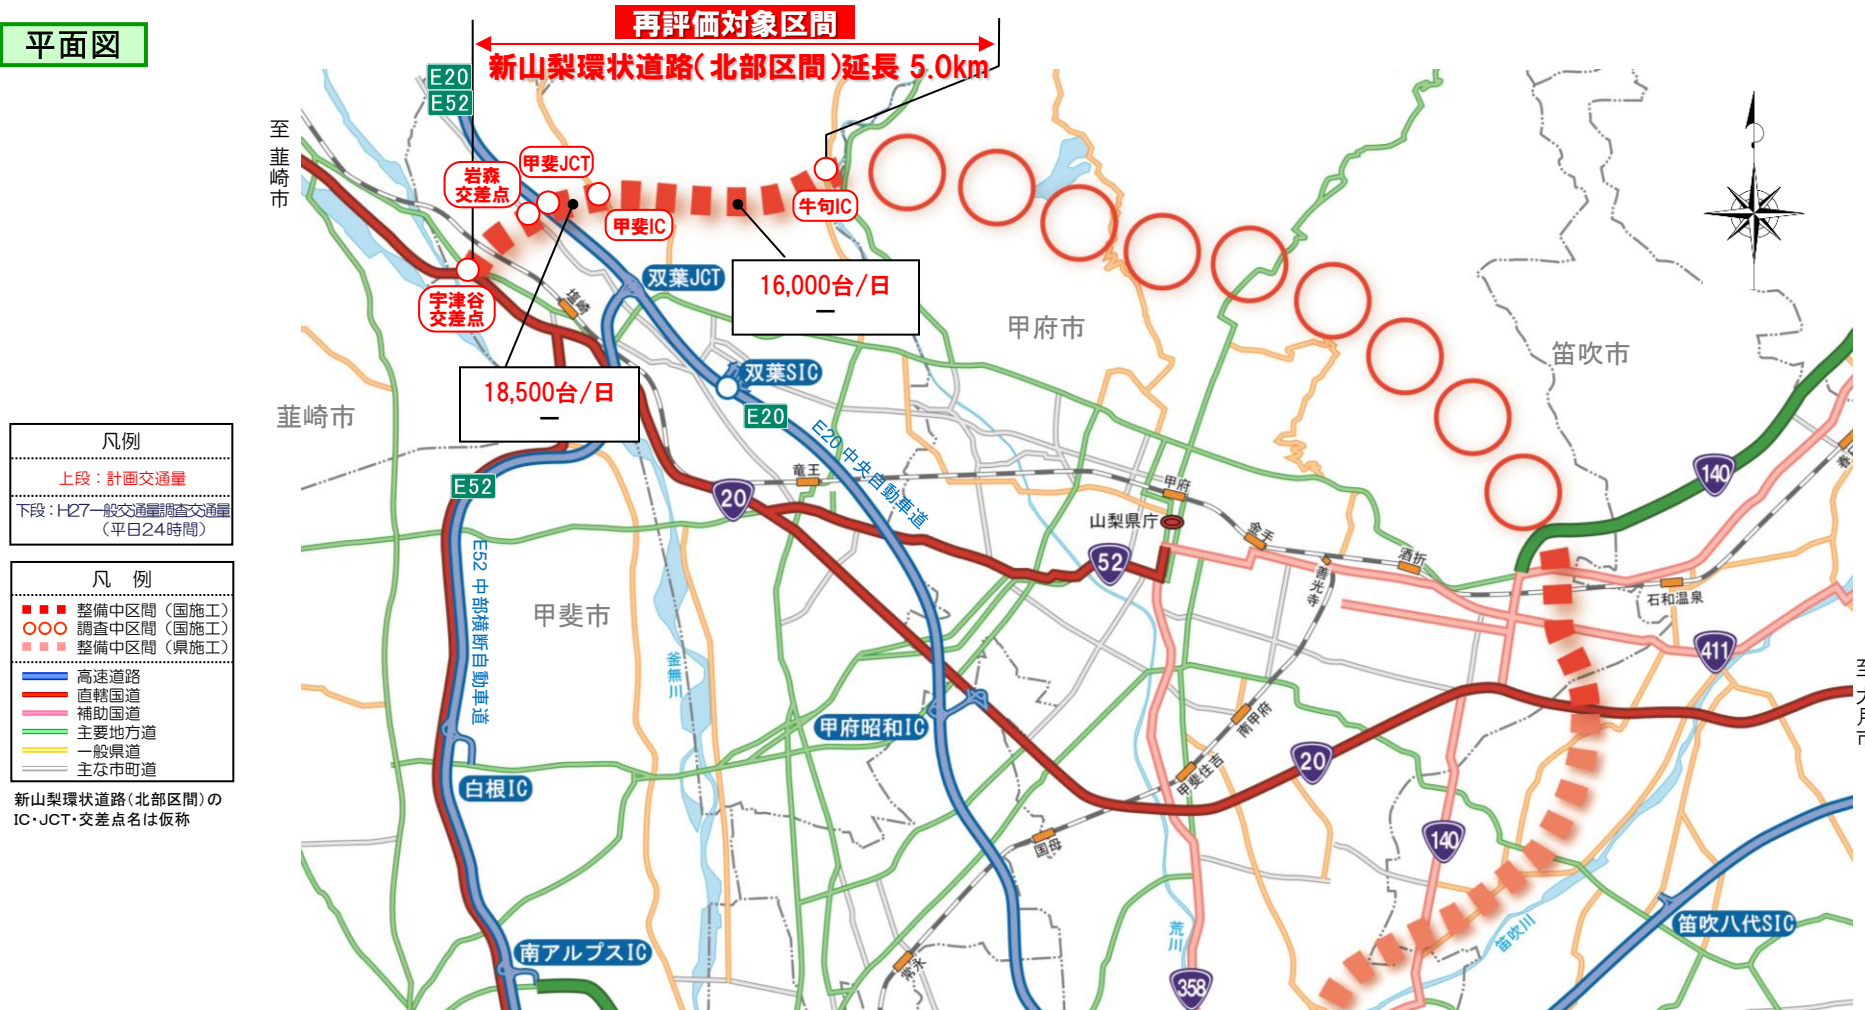 平面図
再評価対象区間
新山梨環状道路(北部区間)延長 5.0km
E20
E52
至 韮崎市
岩森
交差点
甲斐JCT
甲斐IC
牛句IC
宇津谷
交差点
塩崎
双葉JCT
16,000台/日
ー
18,500台/日
ー
双葉SIC
E20
E20 中央自動車道
甲府市
笛吹市
韮崎市
凡例
上段:計画交通量
下段:H27一般交通量調査交通量
(平日24時間)
凡 例
整備中区間(国施工)
調査中区間(国施工)
整備中区間(県施工)
高速道路
直轄国道
補助国道
主要地方道
一般県道
主な市町道
新山梨環状道路(北部区間)の
IC・JCT・交差点名は仮称
E52
E52 中部横断自動車道
20
竜王
甲府
山梨県庁
52
金手
善光寺
酒折
石和温泉
140
411
甲斐市
釜無川
甲府昭和IC
白根IC
南甲府
甲斐住吉
国母
常永
20
140
荒川
358
笛吹川
笛吹八代SIC
南アルプスIC